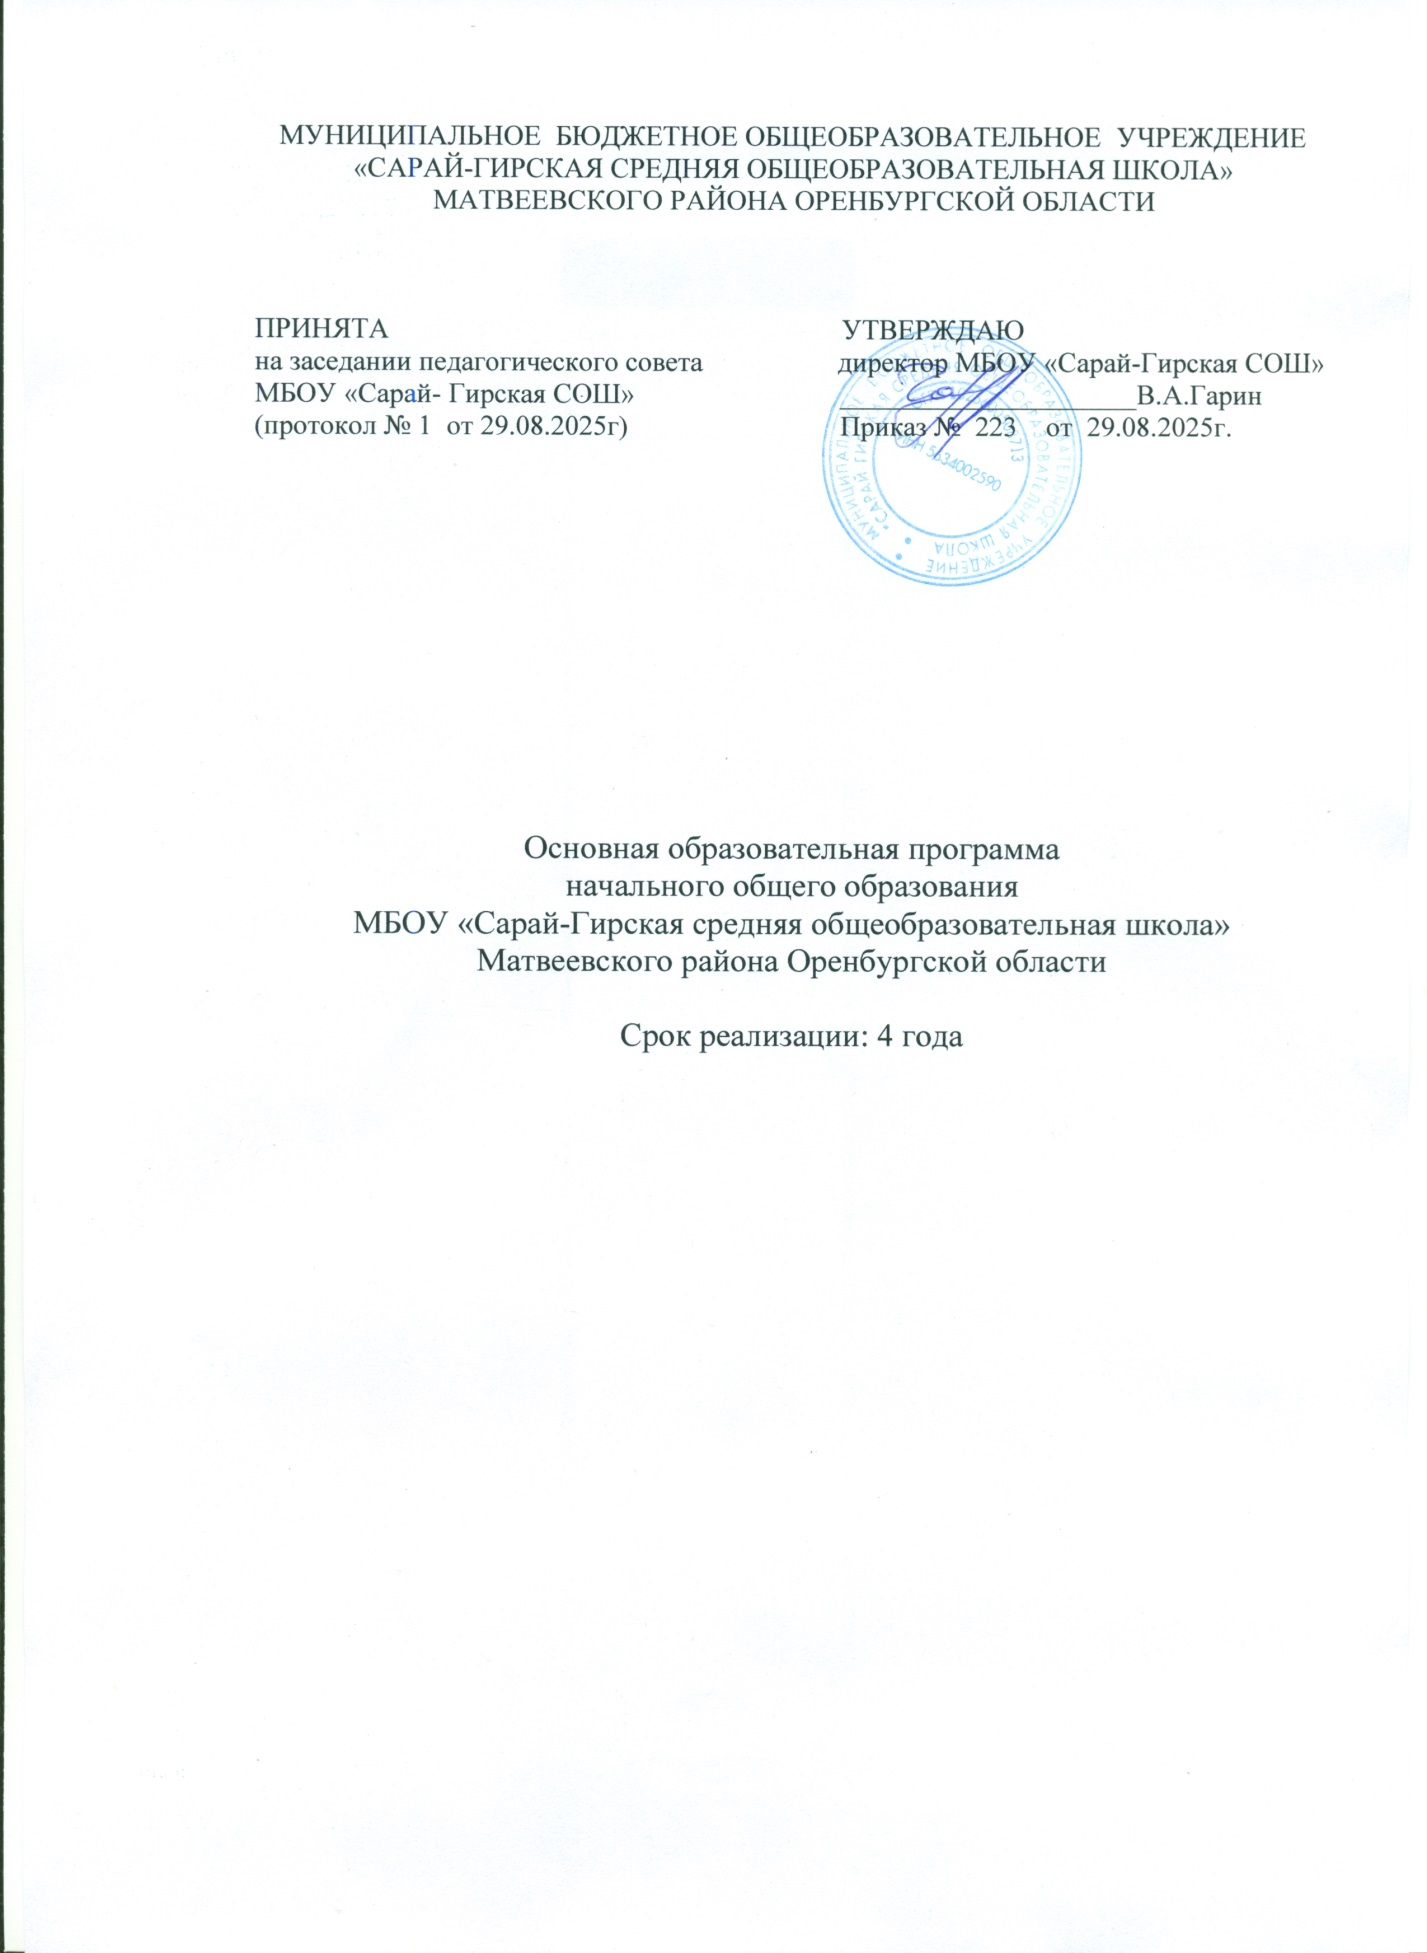 МУНИЦИПАЛЬНОЕ БЮДЖЕТНОЕ ОБЩЕОБРАЗОВАТЕЛЬНОЕ УЧРЕЖДЕНИЕ
«САРАЙ-ГИРСКАЯ СРЕДНЯЯ ОБЩЕОБРАЗОВАТЕЛЬНАЯ ШКОЛА»
МАТВЕЕВСКОГО РАЙОНА ОРЕНБУРГСКОЙ ОБЛАСТИ
ПРИНЯТА
на заседании педагогического совета
МБОУ «Сарай- Гирская СОШ»
(протокол № 1 от 29.08.2025г)
УТВЕРЖДАЮ
директор МБОУ «Сарай-Гирская СОШ»
В.А.Гарин
Приказ № 223 от 29.08.2025г.
ИНН 5634002590
Основная образовательная программа
начального общего образования
МБОУ «Сарай-Гирская средняя общеобразовательная школа»
Матвеевского района Оренбургской области
Срок реализации: 4 года